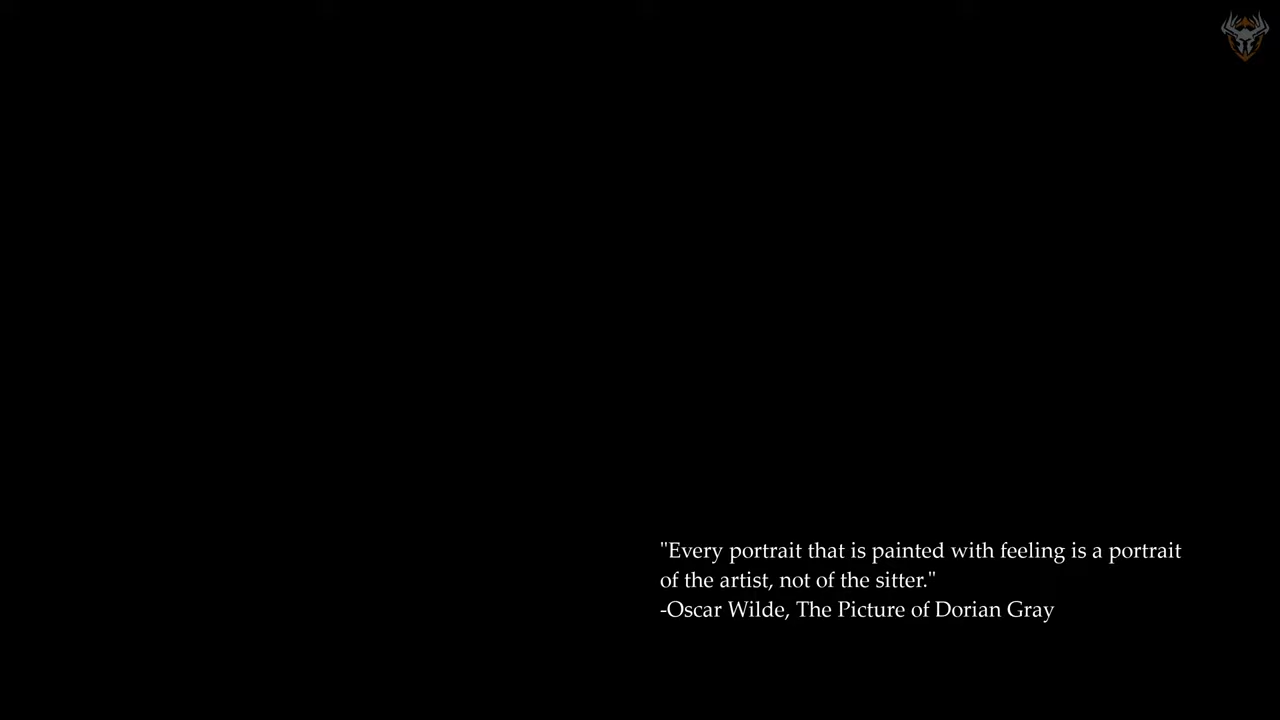 "Every portrait that is painted with feeling is a portrait
of the artist, not of the sitter."
-Oscar Wilde, The Picture of Dorian Gray